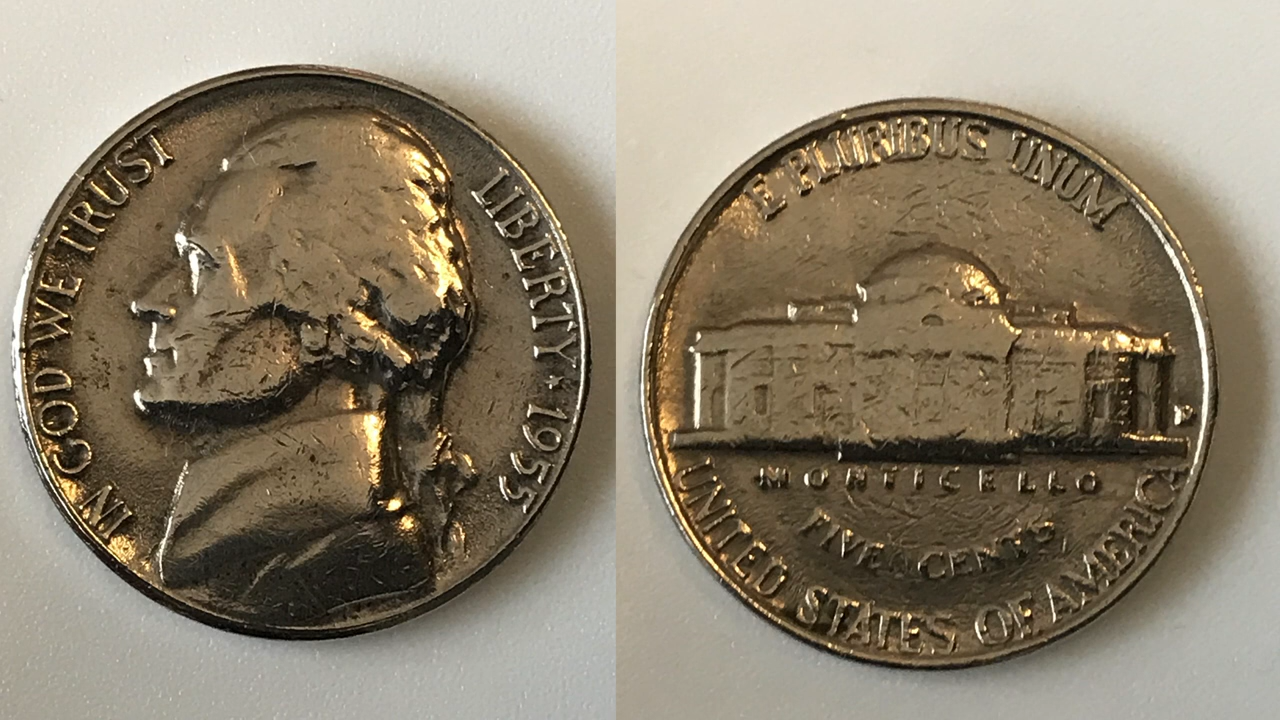 IN GOD WE TRUST
LIBERTY ★ 1955
E PLURIBUS UNUM
P
MONTICELLO
FIVE CENTS
UNITED STATES OF AMERICA